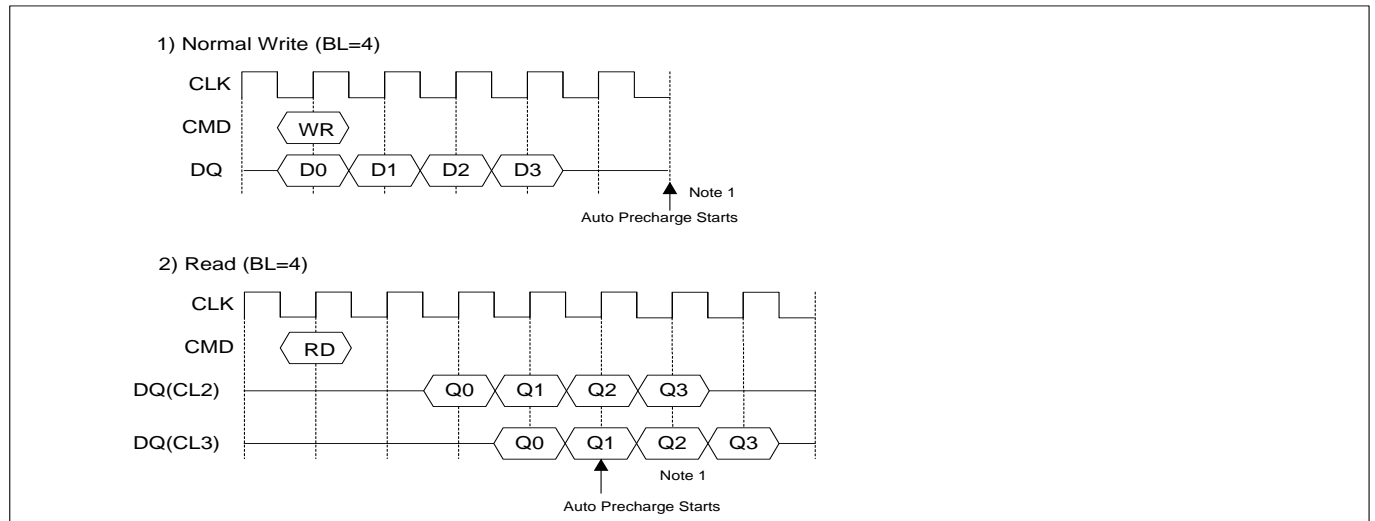 1) Normal Write (BL=4)
CLK
CMD WR
DQ D0 D1 D2 D3
Note 1
Auto Precharge Starts
2) Read (BL=4)
CLK
CMD RD
DQ(CL2) Q0 Q1 Q2 Q3
DQ(CL3) Q0 Q1 Q2 Q3
Note 1
Auto Precharge Starts